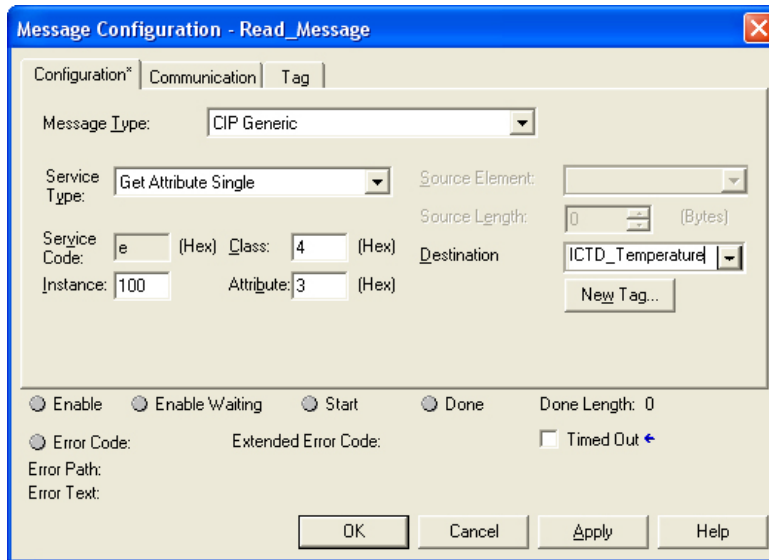 Message Configuration - Read_Message
Configuration* Communication Tag
Message Type: CIP Generic
Service Type: Get Attribute Single Source Element:
Source Length: 0 (Bytes)
Service Code: e (Hex) Class: 4 (Hex) Destination ICTD_Temperature
Instance: 100 Attribute: 3 (Hex) New Tag...
Enable Enable Waiting Start Done Done Length: 0
Error Code: Extended Error Code: Timed Out
Error Path:
Error Text:
OK Cancel Apply Help